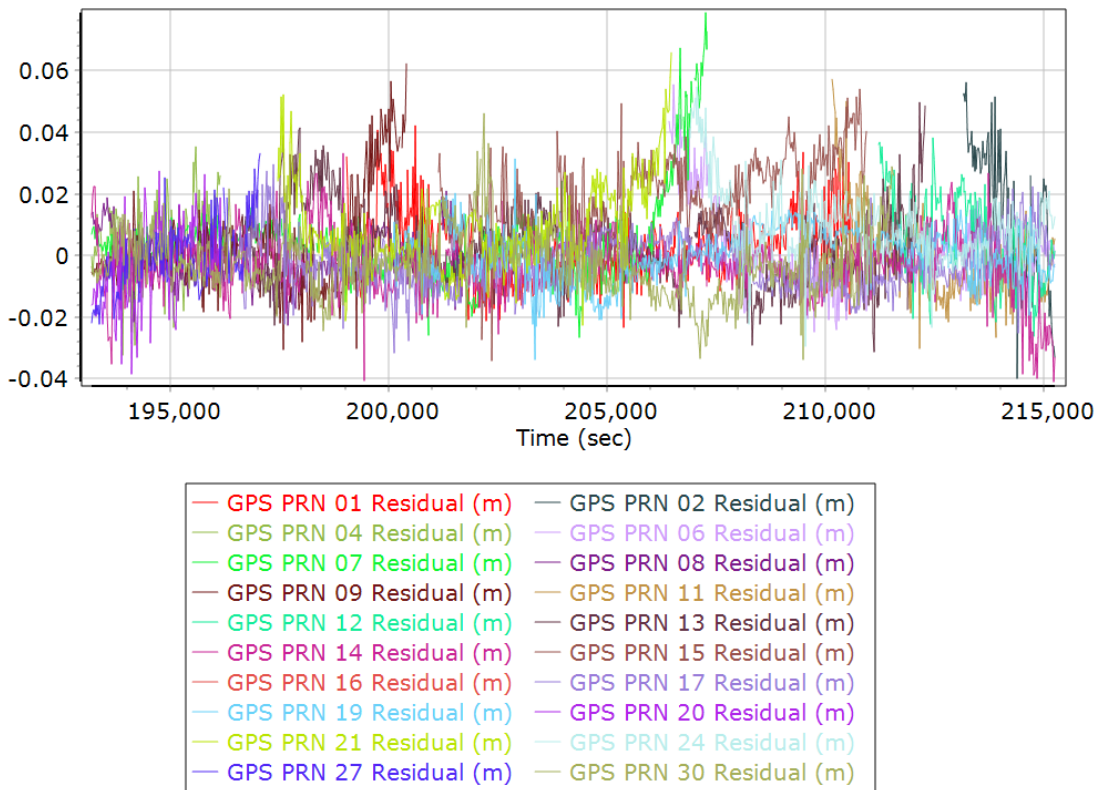 0.06
0.04
0.02
0
-0.02
-0.04
195,000 200,000 205,000 210,000 215,000
Time (sec)
GPS PRN 01 Residual (m) GPS PRN 02 Residual (m)
GPS PRN 04 Residual (m) GPS PRN 06 Residual (m)
GPS PRN 07 Residual (m) GPS PRN 08 Residual (m)
GPS PRN 09 Residual (m) GPS PRN 11 Residual (m)
GPS PRN 12 Residual (m) GPS PRN 13 Residual (m)
GPS PRN 14 Residual (m) GPS PRN 15 Residual (m)
GPS PRN 16 Residual (m) GPS PRN 17 Residual (m)
GPS PRN 19 Residual (m) GPS PRN 20 Residual (m)
GPS PRN 21 Residual (m) GPS PRN 24 Residual (m)
GPS PRN 27 Residual (m) GPS PRN 30 Residual (m)